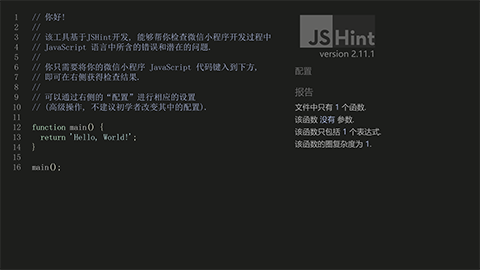 1 // 你好!
2 //
3 // 该工具基于JSHint开发, 能够帮你检查微信小程序开发过程中
4 // JavaScript 语言中所含的错误和潜在的问题.
5 //
6 // 你只需要将你的微信小程序 JavaScript 代码键入到下方,
7 // 即可在右侧获得检查结果.
8 //
9 // 可以通过右侧的“配置”进行相应的设置
10 // (高级操作, 不建议初学者改变其中的配置).
11
12 function main() {
13 return 'Hello, World!';
14 }
15
16 main();
JSHint
version 2.11.1
配置
报告
文件中只有 1 个函数.
该函数 没有 参数.
该函数只包括 1 个表达式.
该函数的圈复杂度为 1.